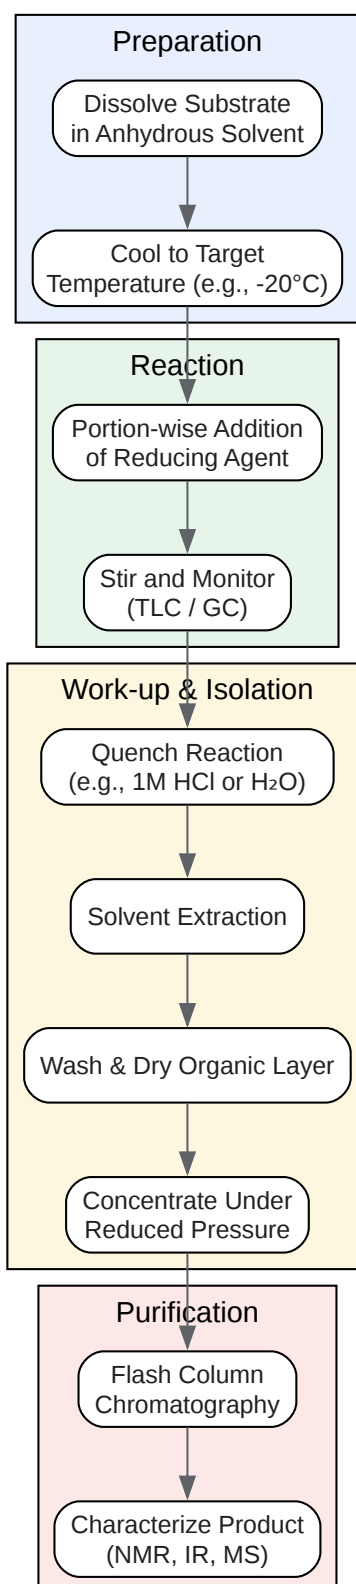 Preparation
Dissolve Substrate
in Anhydrous Solvent
Cool to Target
Temperature (e.g., -20°C)
Reaction
Portion-wise Addition
of Reducing Agent
Stir and Monitor
(TLC / GC)
Work-up & Isolation
Quench Reaction
(e.g., 1M HCl or H₂O)
Solvent Extraction
Wash & Dry Organic Layer
Concentrate Under
Reduced Pressure
Purification
Flash Column
Chromatography
Characterize Product
(NMR, IR, MS)